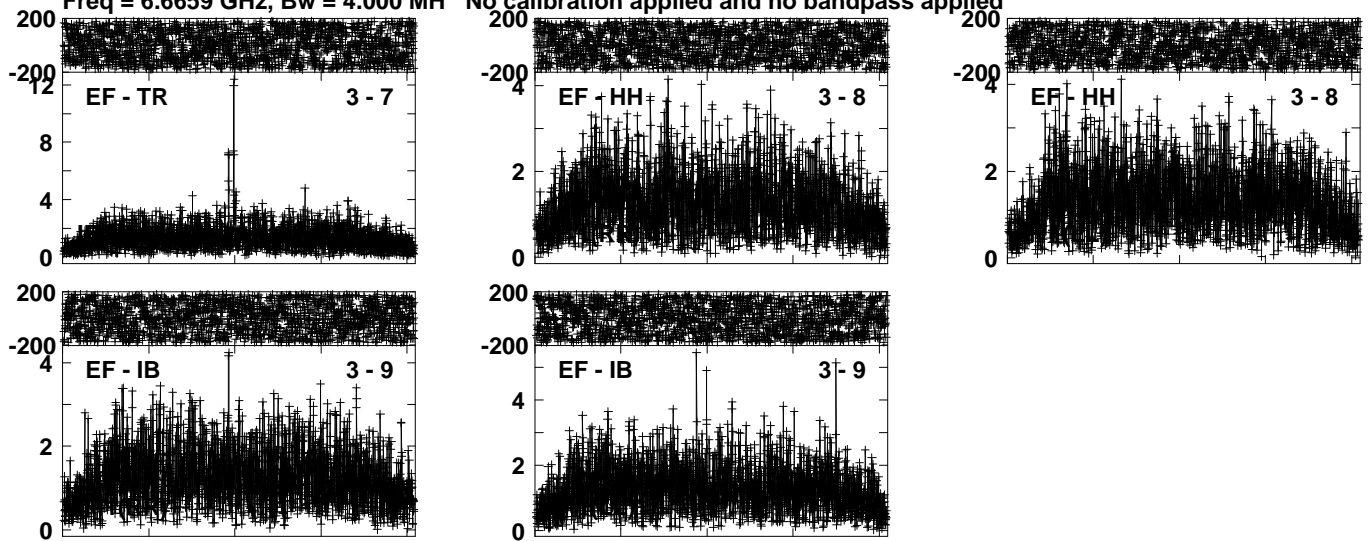 Freq = 6.6659 GHz, Bw = 4.000 MH No calibration applied and no bandpass applied
200 200 200
-200 -200 -200
12 EF - TR 3 - 7 4 EF - HH 3 - 8 4 EF - HH 3 - 8
8
2 2
4
0 0 0
200 200
-200 -200
4 EF - IB 3 - 9 EF - IB 3 - 9
4
2 2
0 0